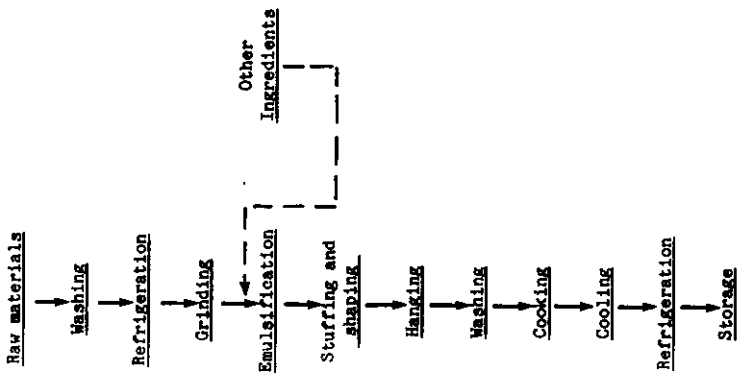 Raw materials
Washing
Refrigeration
Grinding
Other
Ingredients
Emulsification
Stuffing and
shaping
Hanging
Washing
Cooking
Cooling
Refrigeration
Storage